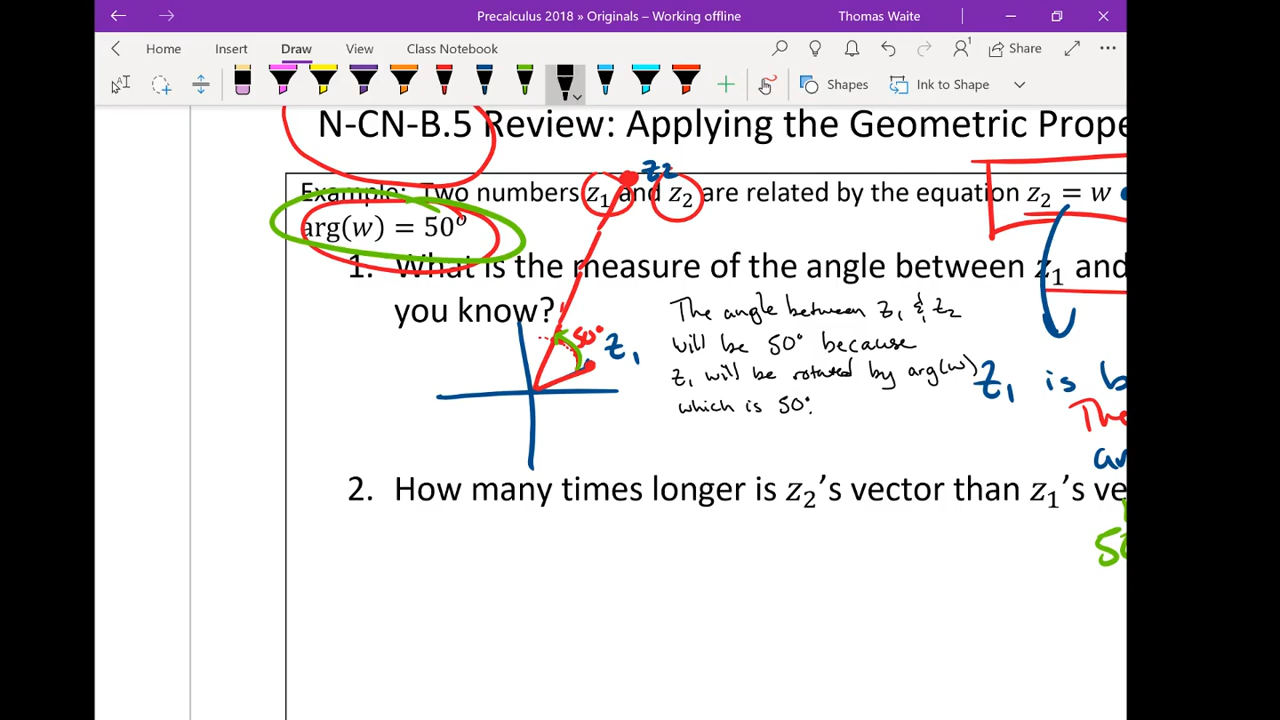 Precalculus 2018 » Originals – Working offline
Thomas Waite
Home Insert Draw View Class Notebook
Share
Shapes
Ink to Shape
N-CN-B.5 Review: Applying the Geometric Prope
Example: Two numbers z₁ and z₂ are related by the equation z₂ = w
arg(w) = 50°
1. What is the measure of the angle between z₁ and
you know?
z₂
50°
z₁
The angle between z₁ & z₂
will be 50° because
z₁ will be rotated by arg(w)
which is 50°.
z₁ is b
The
ar
2. How many times longer is z₂'s vector than z₁'s ve
50